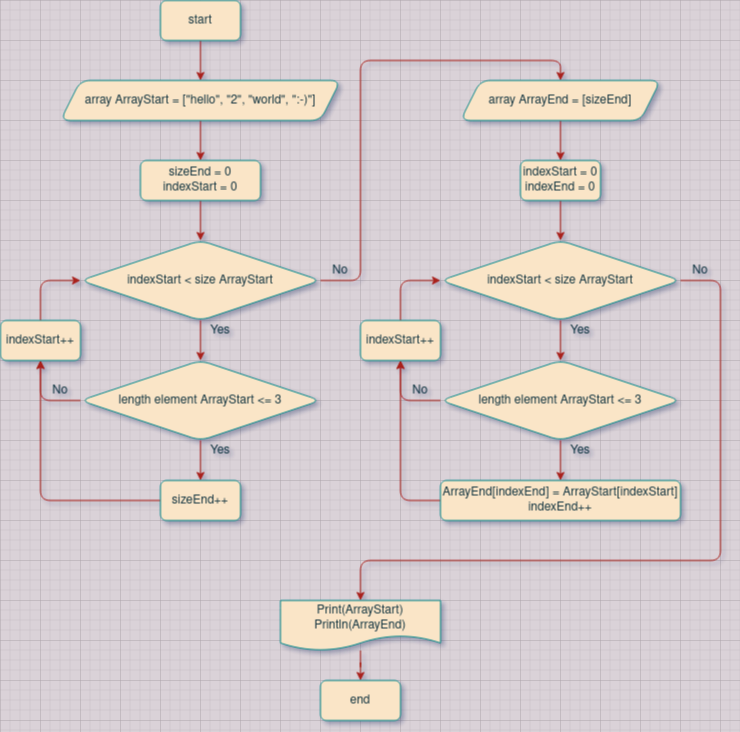 start
array ArrayStart = ["hello", "2", "world", ":-)"]
sizeEnd = 0
indexStart = 0
indexStart < size ArrayStart
No
Yes
indexStart++
length element ArrayStart <= 3
No
Yes
sizeEnd++
array ArrayEnd = [sizeEnd]
indexStart = 0
indexEnd = 0
indexStart < size ArrayStart
No
Yes
indexStart++
length element ArrayStart <= 3
No
Yes
ArrayEnd[indexEnd] = ArrayStart[indexStart]
indexEnd++
Print(ArrayStart)
Println(ArrayEnd)
end